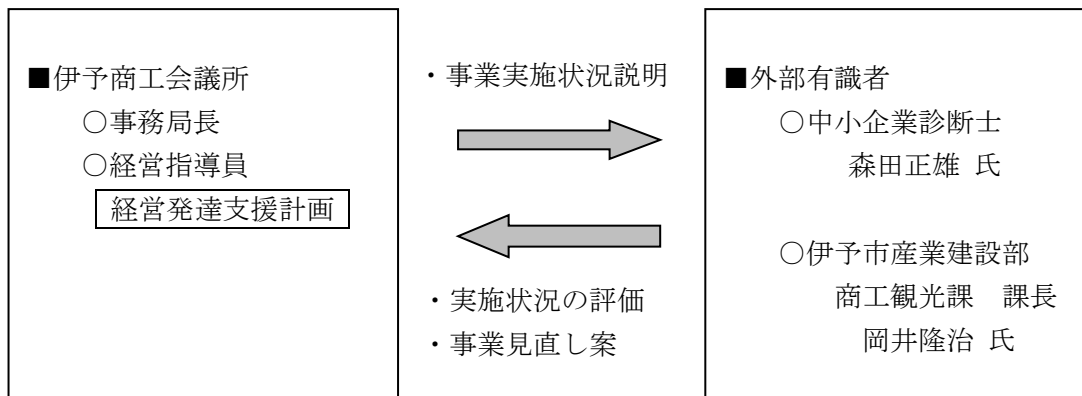 ■伊予商工会議所
○事務局長
○経営指導員
経営発達支援計画
・事業実施状況説明
・実施状況の評価
・事業見直し案
■外部有識者
○中小企業診断士
森田正雄 氏
○伊予市産業建設部
商工観光課　課長
岡井隆治 氏